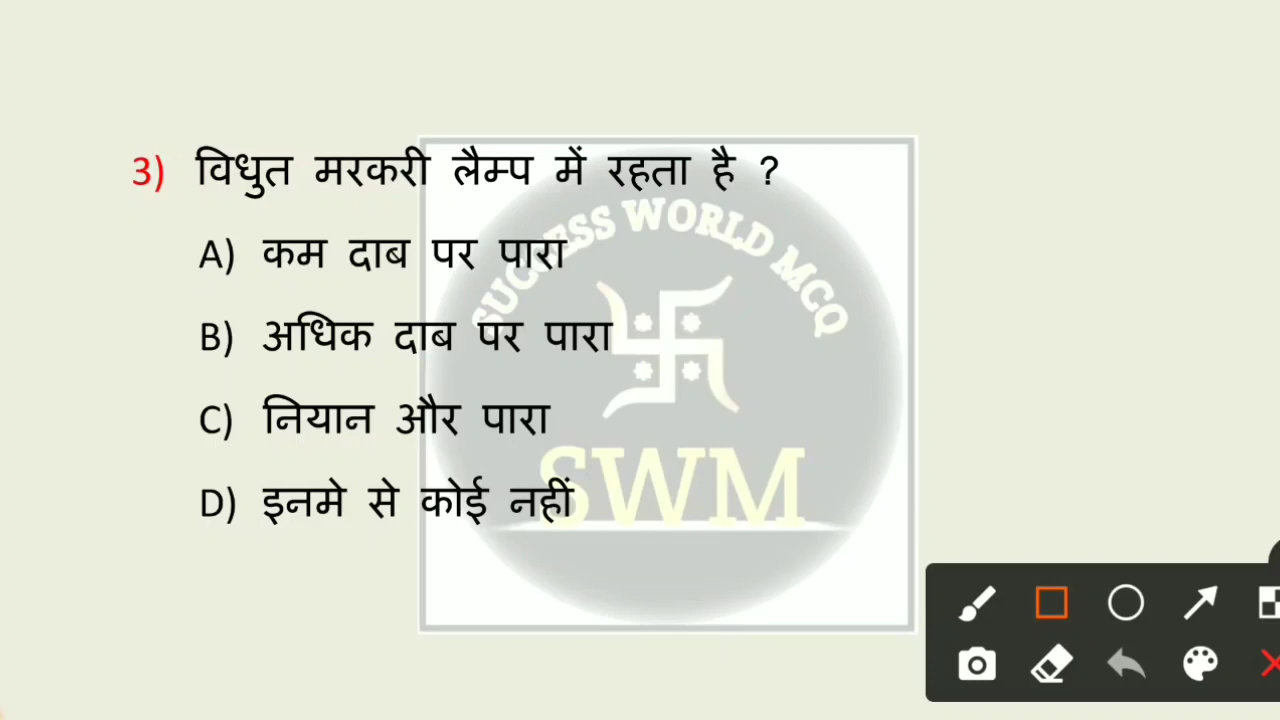 3) विधुत मरकरी लैम्प में रहता है ?
A) कम दाब पर पारा
B) अधिक दाब पर पारा
C) नियान और पारा
D) इनमे से कोई नहीं
SUCCESS WORLD MCQ
SWM